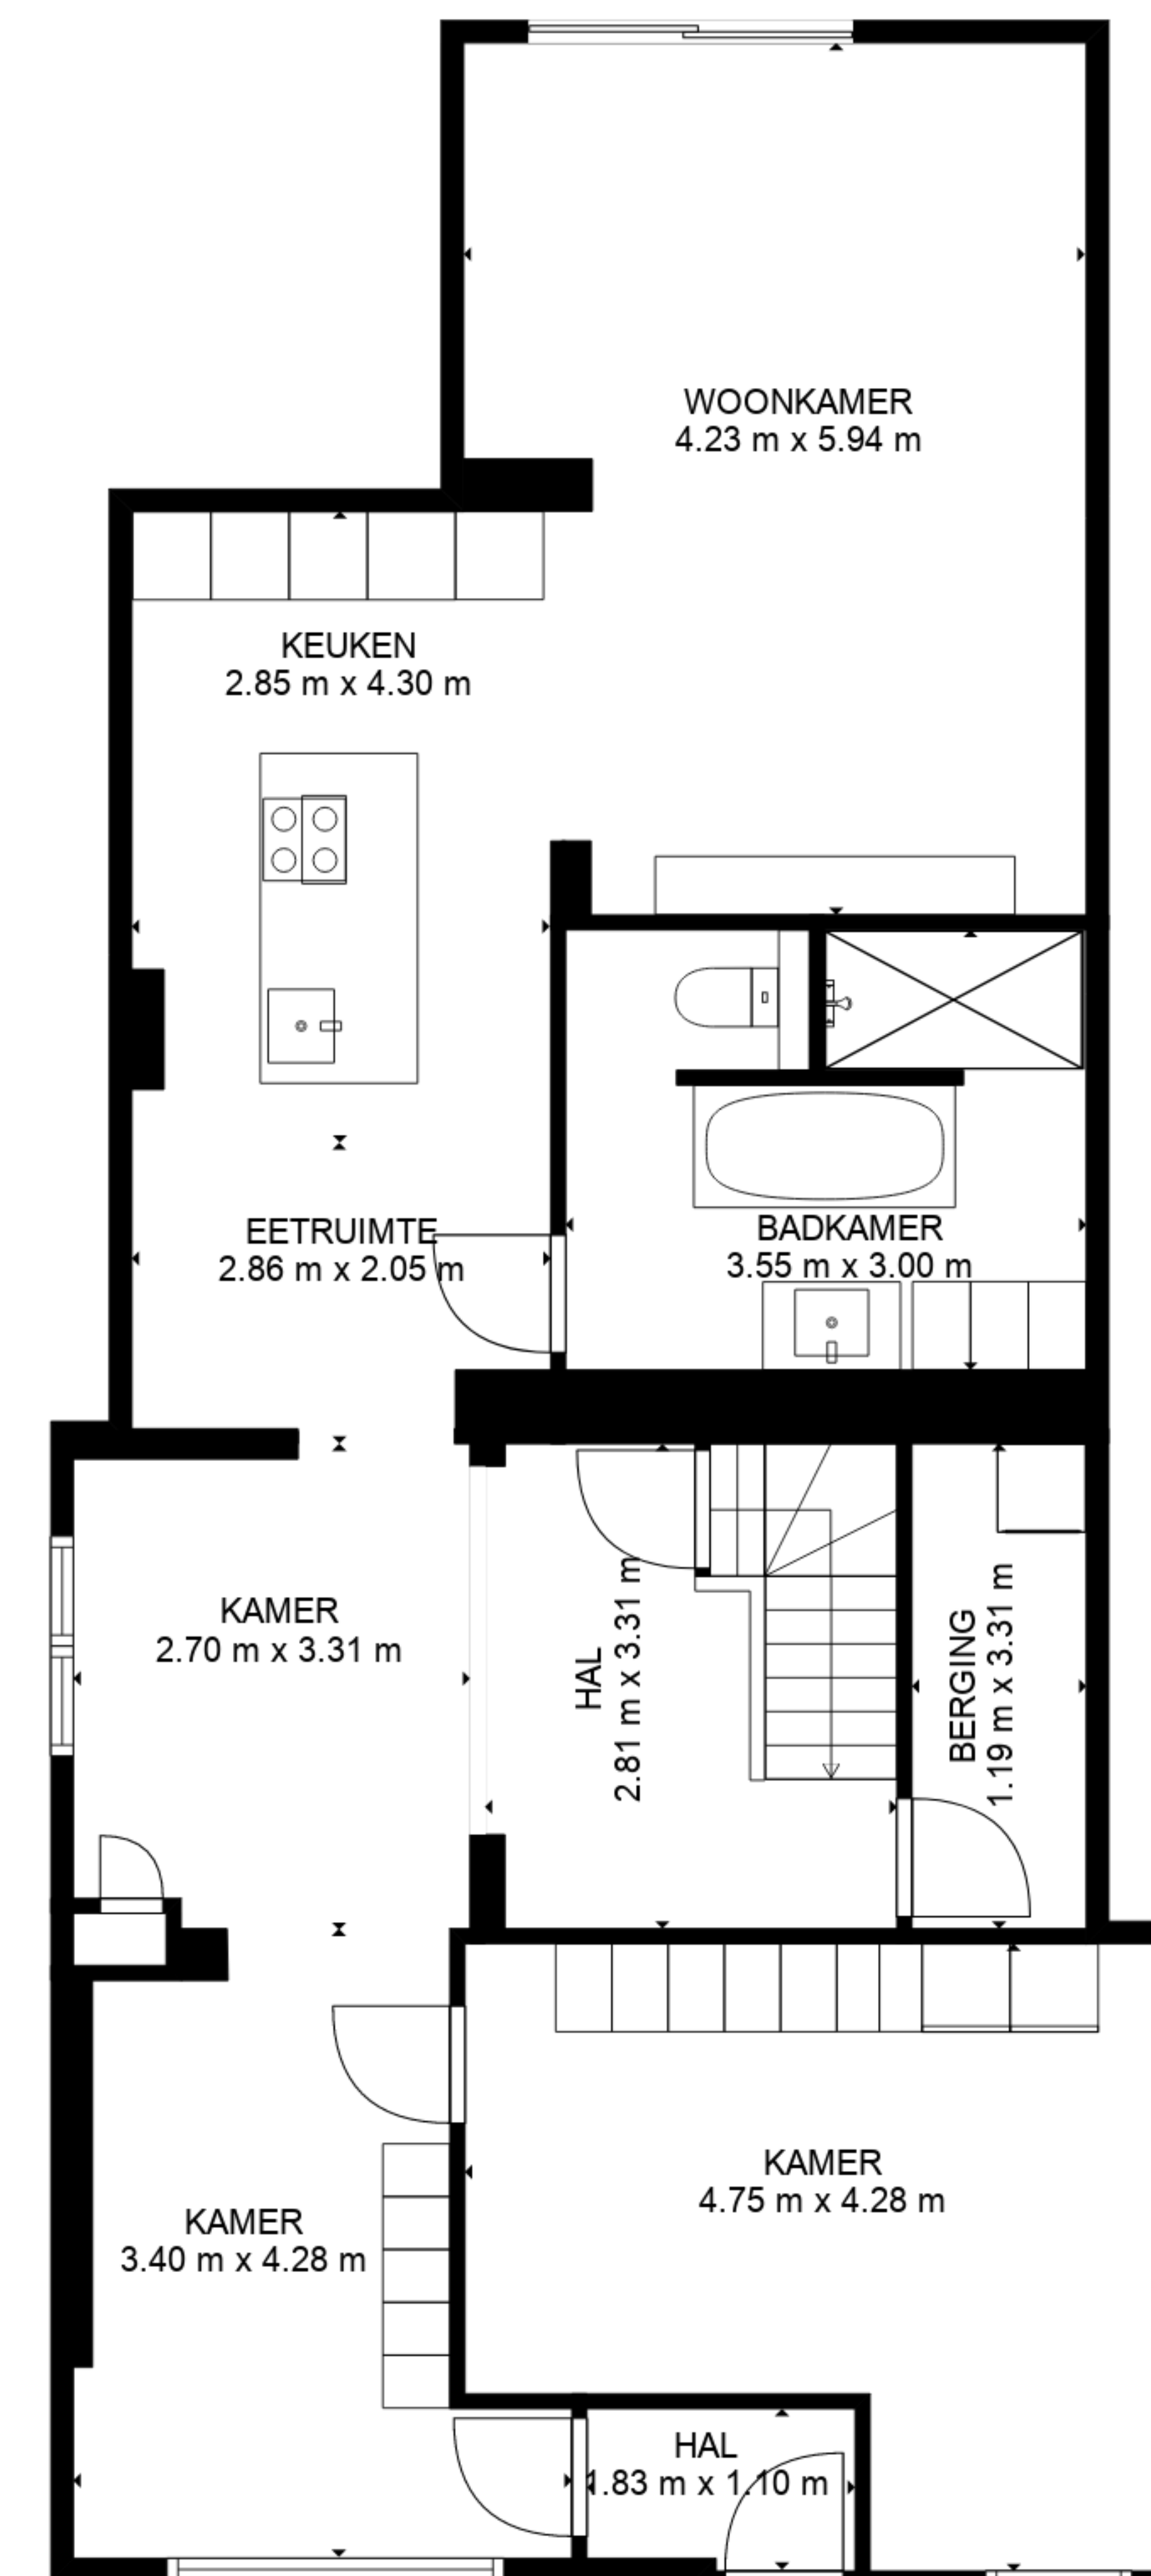 WOONKAMER
4.23 m x 5.94 m
KEUKEN
2.85 m x 4.30 m
EETRUIMTE
2.86 m x 2.05 m
BADKAMER
3.55 m x 3.00 m
KAMER
2.70 m x 3.31 m
HAL
2.81 m x 3.31 m
BERGING
1.19 m x 3.31 m
KAMER
4.75 m x 4.28 m
KAMER
3.40 m x 4.28 m
HAL
1.83 m x 1.10 m